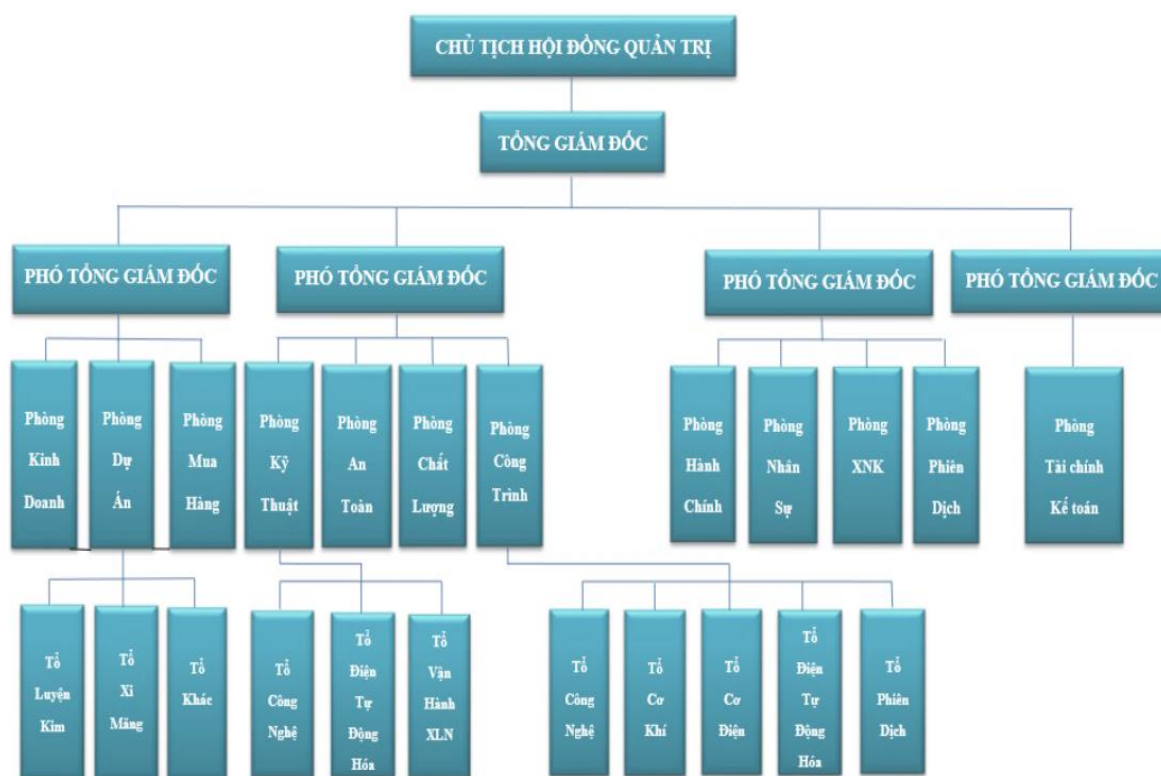 CHỦ TỊCH HỘI ĐỒNG QUẢN TRỊ
TỔNG GIÁM ĐỐC
PHÓ TỔNG GIÁM ĐỐC
PHÓ TỔNG GIÁM ĐỐC
PHÓ TỔNG GIÁM ĐỐC
PHÓ TỔNG GIÁM ĐỐC
Phòng
Kinh
Doanh
Phòng
Dự
Án
Phòng
Mua
Hàng
Phòng
Kỹ
Thuật
Phòng
An
Toàn
Phòng
Chất
Lượng
Phòng
Công
Trình
Phòng
Hành
Chính
Phòng
Nhân
Sự
Phòng
XNK
Phòng
Phiên
Dịch
Phòng
Tài chính
Kế toán
Tổ
Luyện
Kim
Tổ
Xi
Măng
Tổ
Khác
Tổ
Công
Nghệ
Tổ
Điện
Tự
Động
Hóa
Tổ
Vận
Hành
XLN
Tổ
Công
Nghệ
Tổ
Cơ
Khí
Tổ
Cơ
Điện
Tổ
Điện
Tự
Động
Hóa
Tổ
Phiên
Dịch